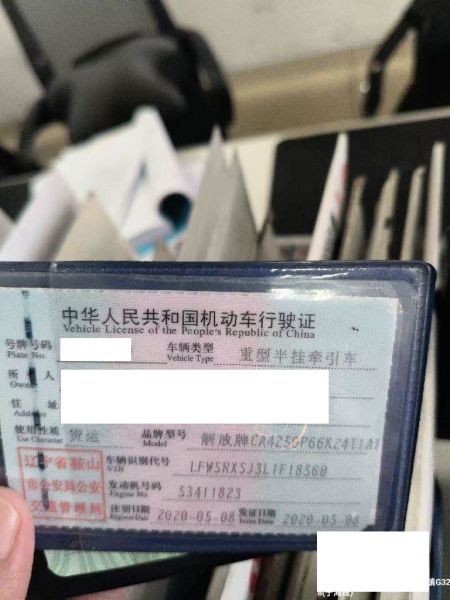 中华人民共和国机动车行驶证
Vehicle License of the People's Republic of China
号牌号码
Plate No.
车辆类型 重型半挂牵引车
Vehicle Type
所 有 人
Owner
住 址
Address
使用性质 货运 品牌型号 解放牌CA4250P66K24T1A1
Use Character Model
辽宁省鞍山市公安局公安交通管理局
车辆识别代号 LFWSRXSJ3L1F18560
VIN
发动机号码 53411823
Engine No.
注册日期 2020-05-08 发证日期 2020-05-08
Register Date Issue Date